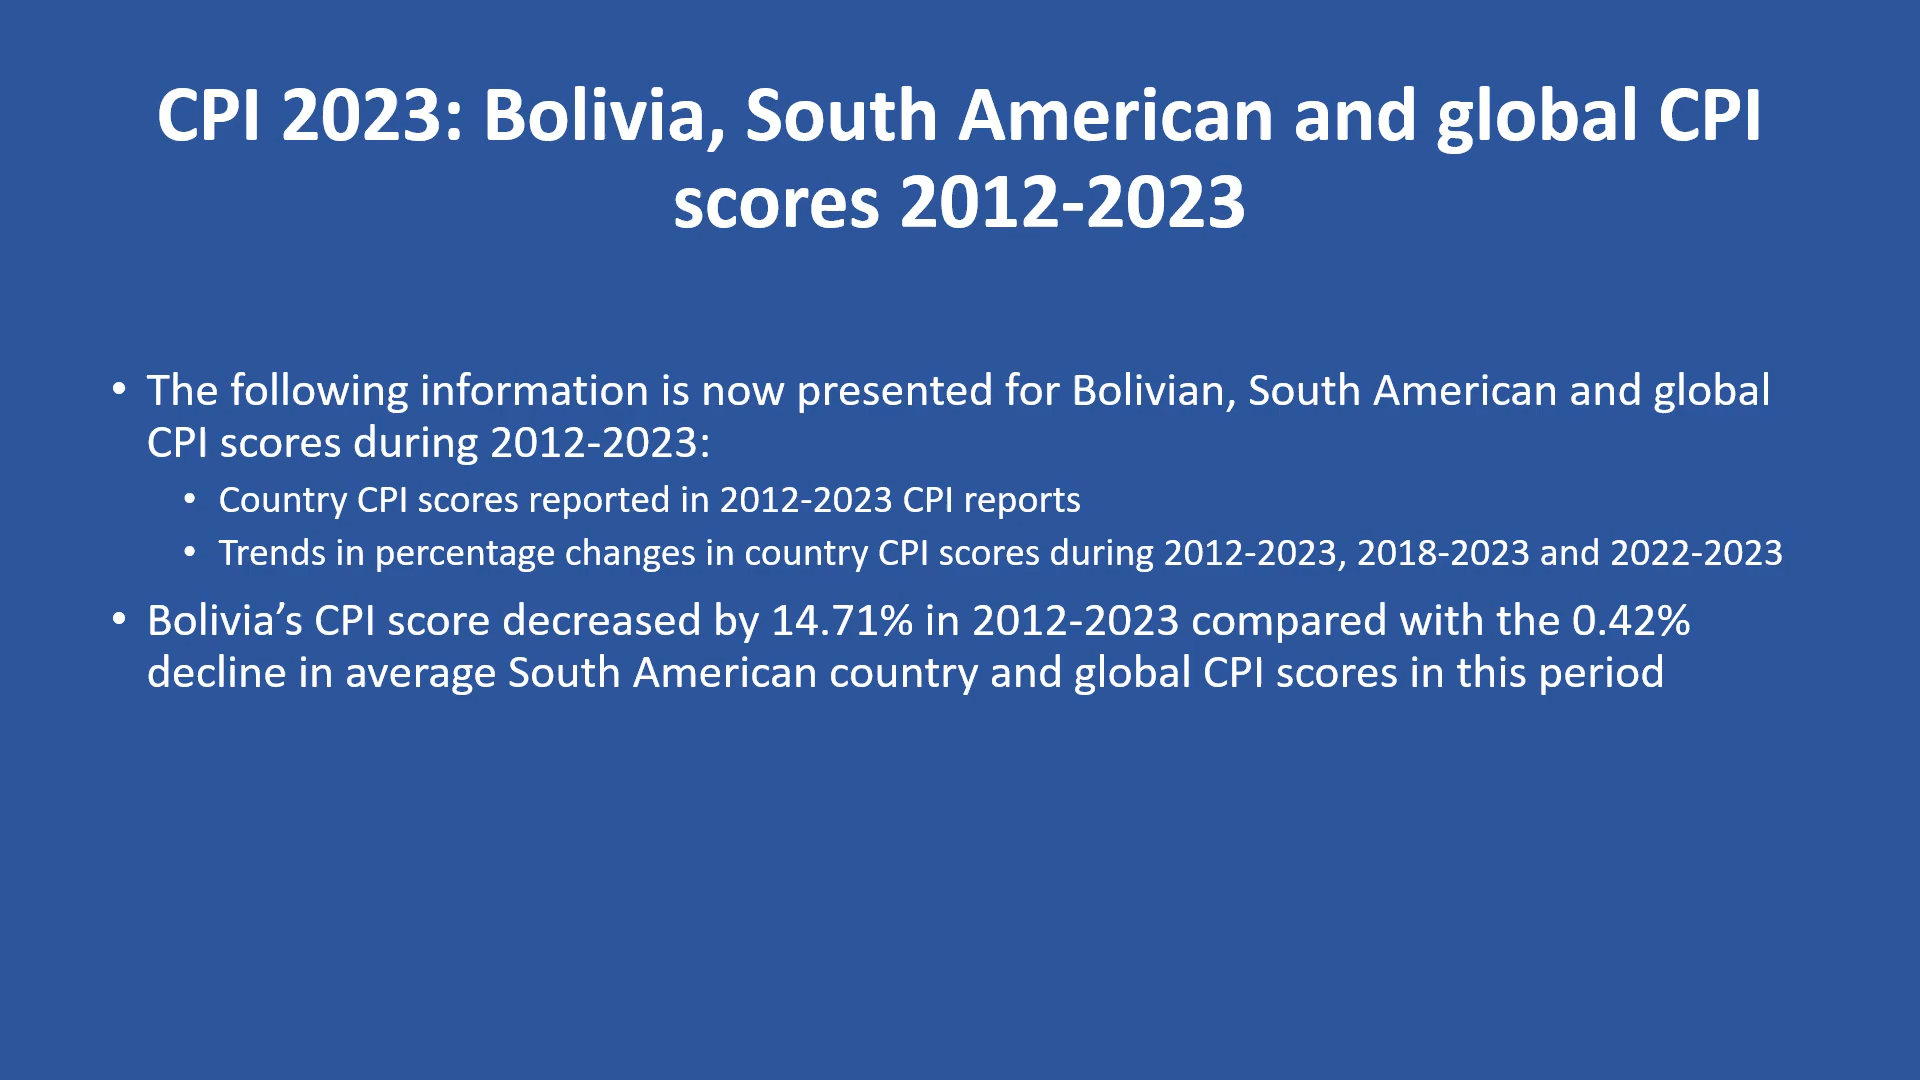 CPI 2023: Bolivia, South American and global CPI
scores 2012-2023
• The following information is now presented for Bolivian, South American and global
CPI scores during 2012-2023:
• Country CPI scores reported in 2012-2023 CPI reports
• Trends in percentage changes in country CPI scores during 2012-2023, 2018-2023 and 2022-2023
• Bolivia’s CPI score decreased by 14.71% in 2012-2023 compared with the 0.42%
decline in average South American country and global CPI scores in this period